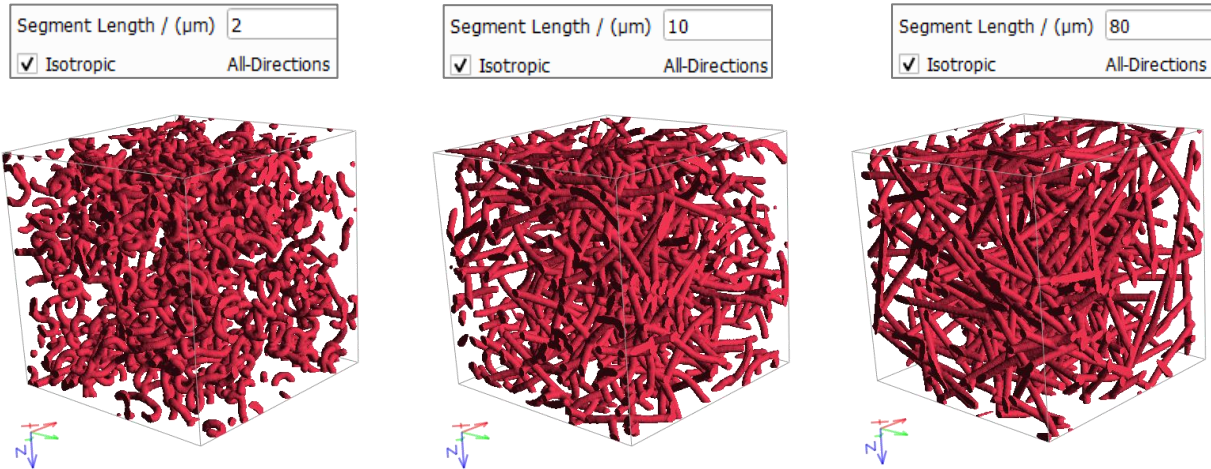 Segment Length / (µm) 2
Isotropic All-Directions
Segment Length / (µm) 10
Isotropic All-Directions
Segment Length / (µm) 80
Isotropic All-Directions
Z
Z
Z